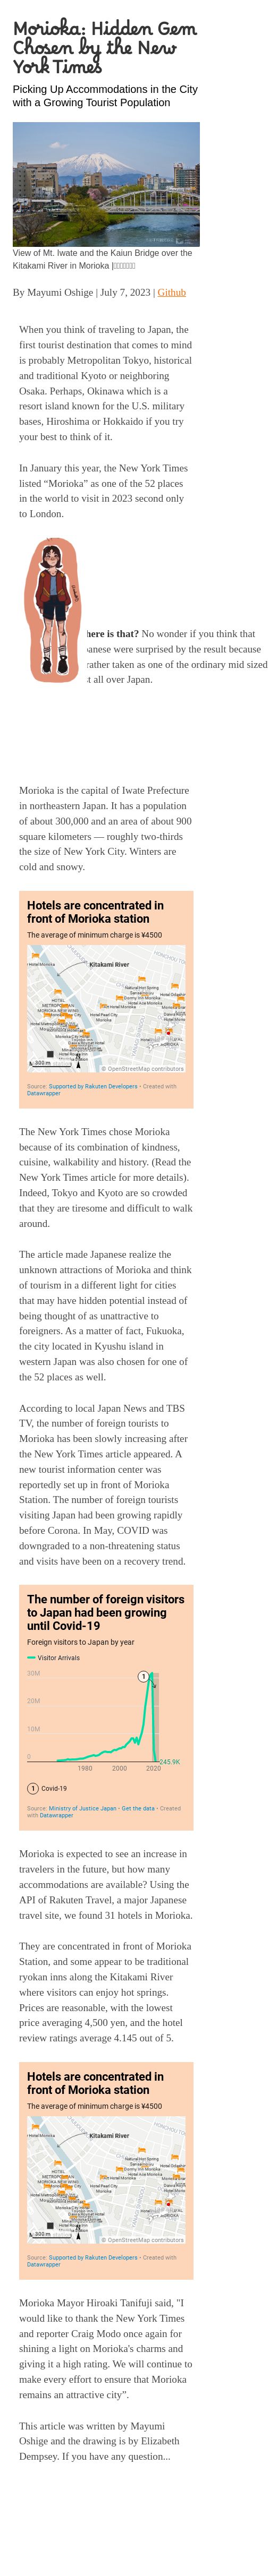 Morioka: Hidden Gem
Chosen by the New
York Times
Picking Up Accommodations in the City
with a Growing Tourist Population
View of Mt. Iwate and the Kaiun Bridge over the
Kitakami River in Morioka |
By Mayumi Oshige | July 7, 2023 | Github
When you think of traveling to Japan, the
first tourist destination that comes to mind
is probably Metropolitan Tokyo, historical
and traditional Kyoto or neighboring
Osaka. Perhaps, Okinawa which is a
resort island known for the U.S. military
bases, Hiroshima or Hokkaido if you try
your best to think of it.
In January this year, the New York Times
listed “Morioka” as one of the 52 places
in the world to visit in 2023 second only
to London.
here is that? No wonder if you think that
anese were surprised by the result because
rather taken as one of the ordinary mid sized
st all over Japan.
Morioka is the capital of Iwate Prefecture
in northeastern Japan. It has a population
of about 300,000 and an area of about 900
square kilometers — roughly two-thirds
the size of New York City. Winters are
cold and snowy.
Hotels are concentrated in
front of Morioka station
The average of minimum charge is ¥4500
Kitakami River
300 m
N
© OpenStreetMap contributors
Source: Supported by Rakuten Developers • Created with
Datawrapper
The New York Times chose Morioka
because of its combination of kindness,
cuisine, walkability and history. (Read the
New York Times article for more details).
Indeed, Tokyo and Kyoto are so crowded
that they are tiresome and difficult to walk
around.
The article made Japanese realize the
unknown attractions of Morioka and think
of tourism in a different light for cities
that may have hidden potential instead of
being thought of as unattractive to
foreigners. As a matter of fact, Fukuoka,
the city located in Kyushu island in
western Japan was also chosen for one of
the 52 places as well.
According to local Japan News and TBS
TV, the number of foreign tourists to
Morioka has been slowly increasing after
the New York Times article appeared. A
new tourist information center was
reportedly set up in front of Morioka
Station. The number of foreign tourists
visiting Japan had been growing rapidly
before Corona. In May, COVID was
downgraded to a non-threatening status
and visits have been on a recovery trend.
The number of foreign visitors
to Japan had been growing
until Covid-19
Foreign visitors to Japan by year
Visitor Arrivals
30M
1
20M
10M
0
245.9K
1980 2000 2020
1 Covid-19
Source: Ministry of Justice Japan • Get the data • Created
with Datawrapper
Morioka is expected to see an increase in
travelers in the future, but how many
accommodations are available? Using the
API of Rakuten Travel, a major Japanese
travel site, we found 31 hotels in Morioka.
They are concentrated in front of Morioka
Station, and some appear to be traditional
ryokan inns along the Kitakami River
where visitors can enjoy hot springs.
Prices are reasonable, with the lowest
price averaging 4,500 yen, and the hotel
review ratings average 4.145 out of 5.
Hotels are concentrated in
front of Morioka station
The average of minimum charge is ¥4500
Kitakami River
300 m
N
© OpenStreetMap contributors
Source: Supported by Rakuten Developers • Created with
Datawrapper
Morioka Mayor Hiroaki Tanifuji said, "I
would like to thank the New York Times
and reporter Craig Modo once again for
shining a light on Morioka's charms and
giving it a high rating. We will continue to
make every effort to ensure that Morioka
remains an attractive city”.
This article was written by Mayumi
Oshige and the drawing is by Elizabeth
Dempsey. If you have any question...